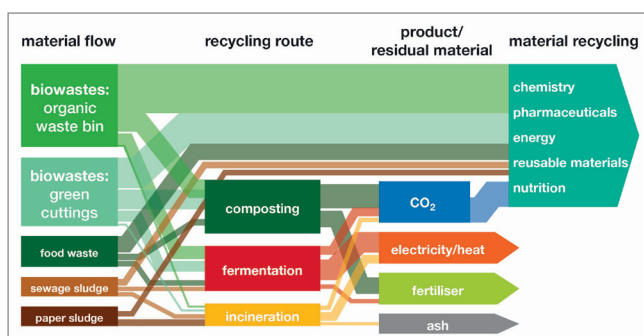 material flow
recycling route
product/
residual material
material recycling
biowastes:
organic
waste bin
biowastes:
green
cuttings
food waste
sewage sludge
paper sludge
composting
fermentation
incineration
CO₂
electricity/heat
fertiliser
ash
chemistry
pharmaceuticals
energy
reusable materials
nutrition